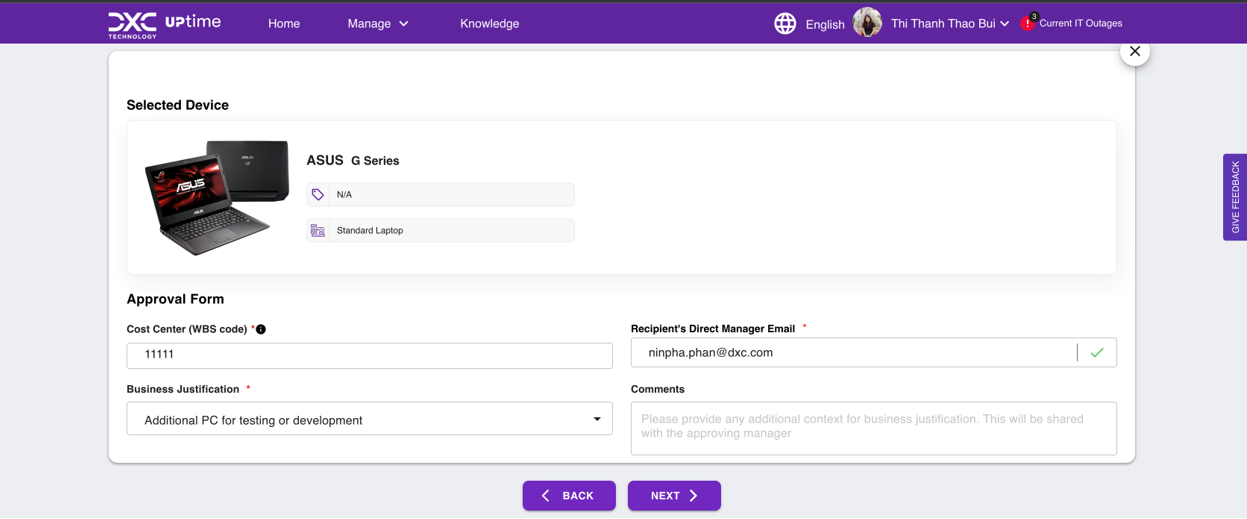 DXC UPtime
TECHNOLOGY
Home
Manage
Knowledge
English
Thi Thanh Thao Bui
3
Current IT Outages
Selected Device
ASUS
ASUS G Series
N/A
Standard Laptop
GIVE FEEDBACK
Approval Form
Cost Center (WBS code) *
11111
Recipient's Direct Manager Email *
ninpha.phan@dxc.com
Business Justification *
Additional PC for testing or development
Comments
Please provide any additional context for business justification. This will be shared
with the approving manager
BACK
NEXT